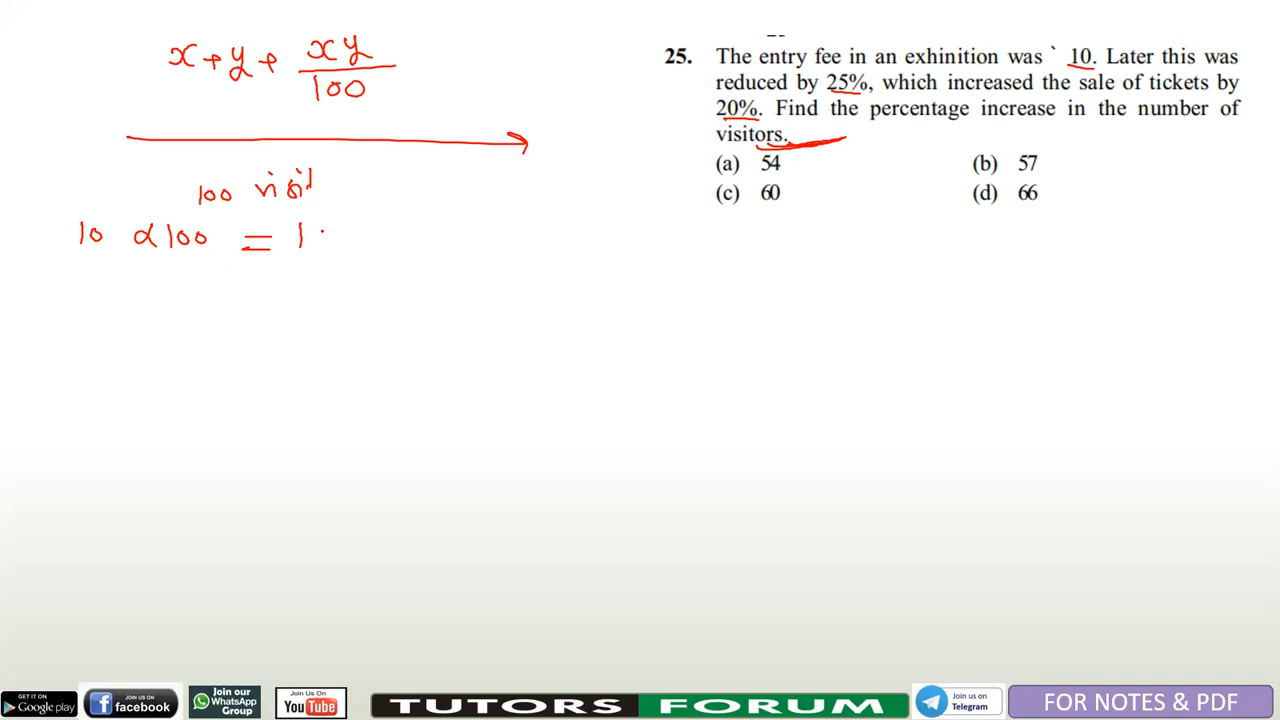 x + y + xy/100
100 visit
10 α 100 = 1
25. The entry fee in an exhinition was ` 10. Later this was
reduced by 25%, which increased the sale of tickets by
20%. Find the percentage increase in the number of
visitors.
(a) 54 (b) 57
(c) 60 (d) 66
GET IT ON
Google play
JOIN US ON
facebook
Join our
WhatsApp
Group
Join Us On
YouTube
TUTORS FORUM
Join us on
Telegram
FOR NOTES & PDF